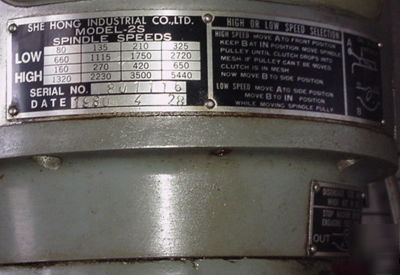 SHE HONG INDUSTRIAL CO.,LTD.
MODEL-2S
SPINDLE SPEEDS
LOW 80 135 210 325
660 1115 1750 2720
HIGH 160 270 420 650
1320 2230 3500 5440
SERIAL NO.
DATE 1980 4 28
HIGH OR LOW SPEED SELECTION
HIGH SPEED MOVE A TO FRONT POSITION
KEEP B AT IN POSITION MOVE SPINDLE
PULLEY UNTIL CLUTCH DROPS INTO
MESH IF PULLEY CAN'T BE MOVED
CLUTCH IS IN MESH
NOW MOVE B TO SIDE POSITION
LOW SPEED MOVE A TO SIDE POSITION
MOVE B TO IN POSITION
WHILE MOVING SPINDLE PULLY
A
B
OUT